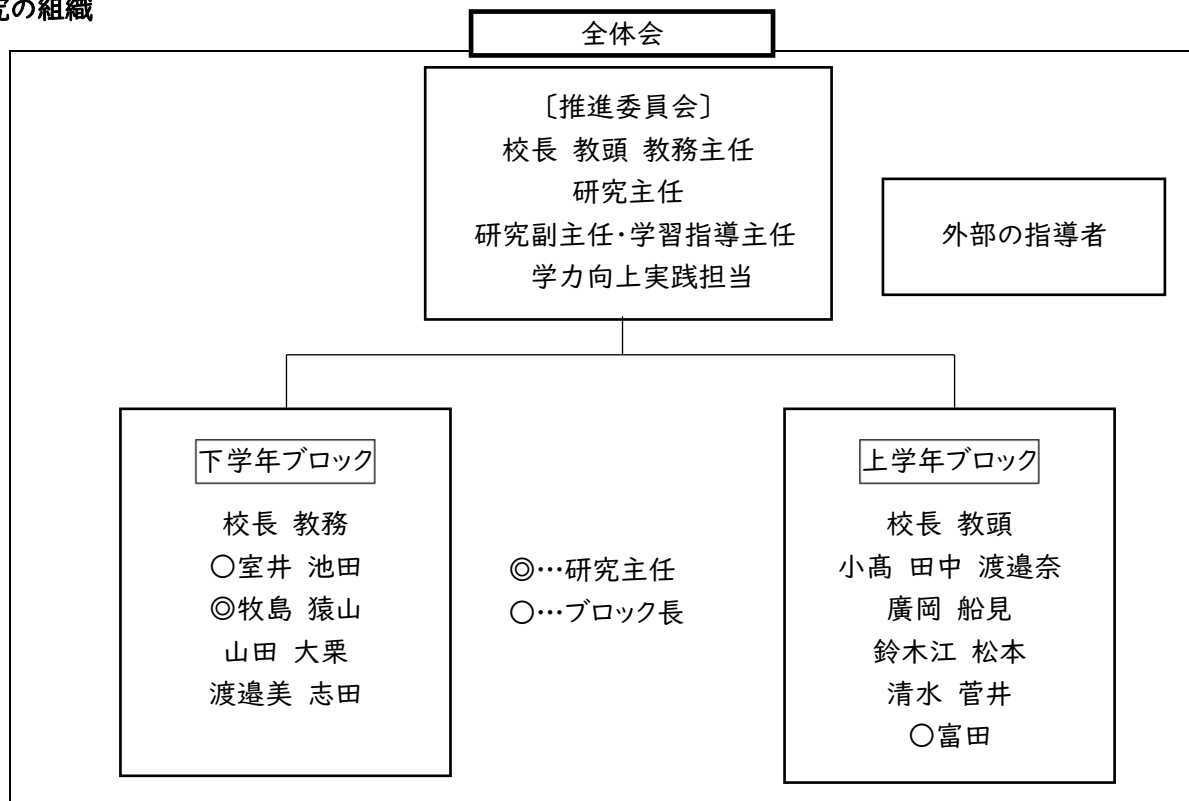 究の組織
全体会
〔推進委員会〕
校長 教頭 教務主任
研究主任
研究副主任・学習指導主任
学力向上実践担当
外部の指導者
下学年ブロック
校長 教務
○室井 池田
◎牧島 猿山
山田 大栗
渡邉美 志田
◎…研究主任
○…ブロック長
上学年ブロック
校長 教頭
小髙 田中 渡邉奈
廣岡 船見
鈴木江 松本
清水 菅井
○富田